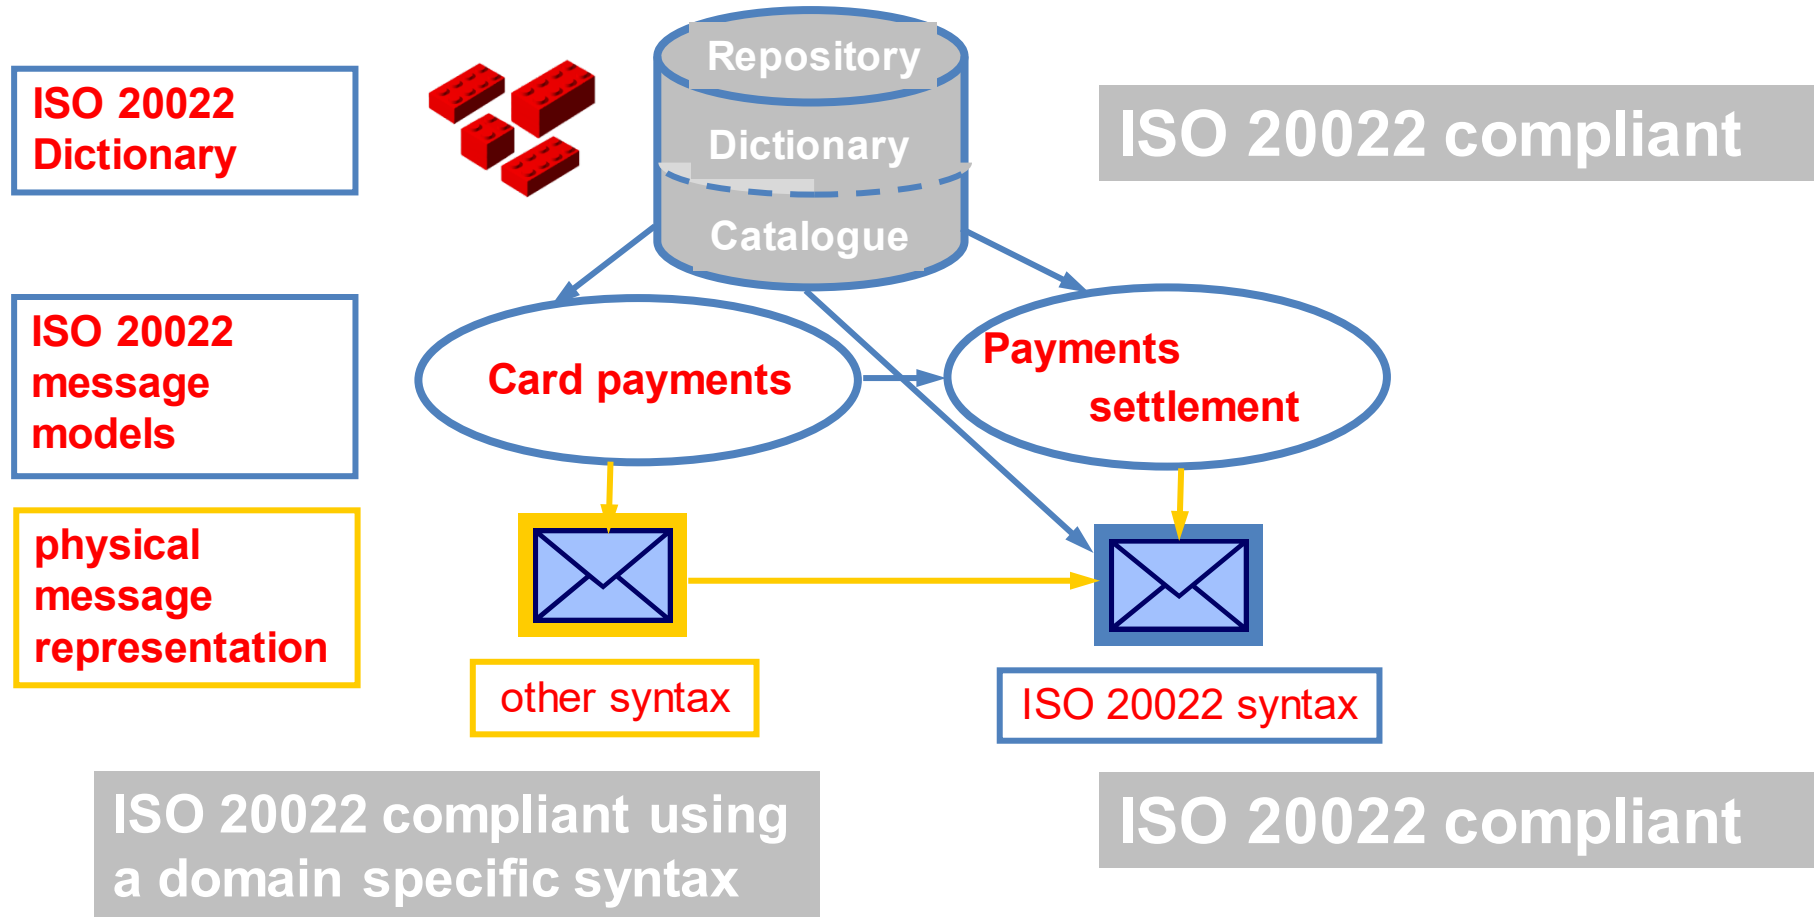 Repository
ISO 20022
Dictionary
Dictionary
Catalogue
ISO 20022 compliant
ISO 20022
message
models
Card payments
Payments
settlement
physical
message
representation
other syntax
ISO 20022 syntax
ISO 20022 compliant using
a domain specific syntax
ISO 20022 compliant